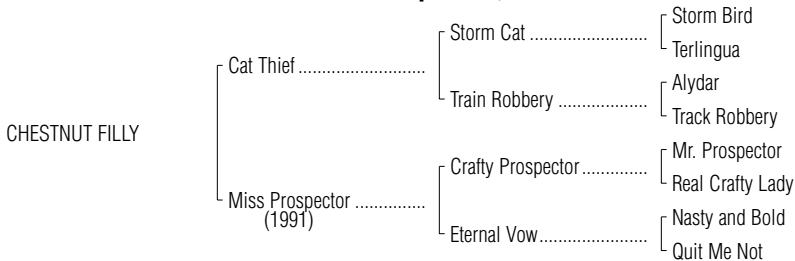 Storm Bird
Storm Cat ..........................
Terlingua
Cat Thief ............................
Alydar
Train Robbery ....................
Track Robbery
CHESTNUT FILLY
Mr. Prospector
Crafty Prospector ...............
Real Crafty Lady
Miss Prospector ................
(1991)
Nasty and Bold
Eternal Vow........................
Quit Me Not